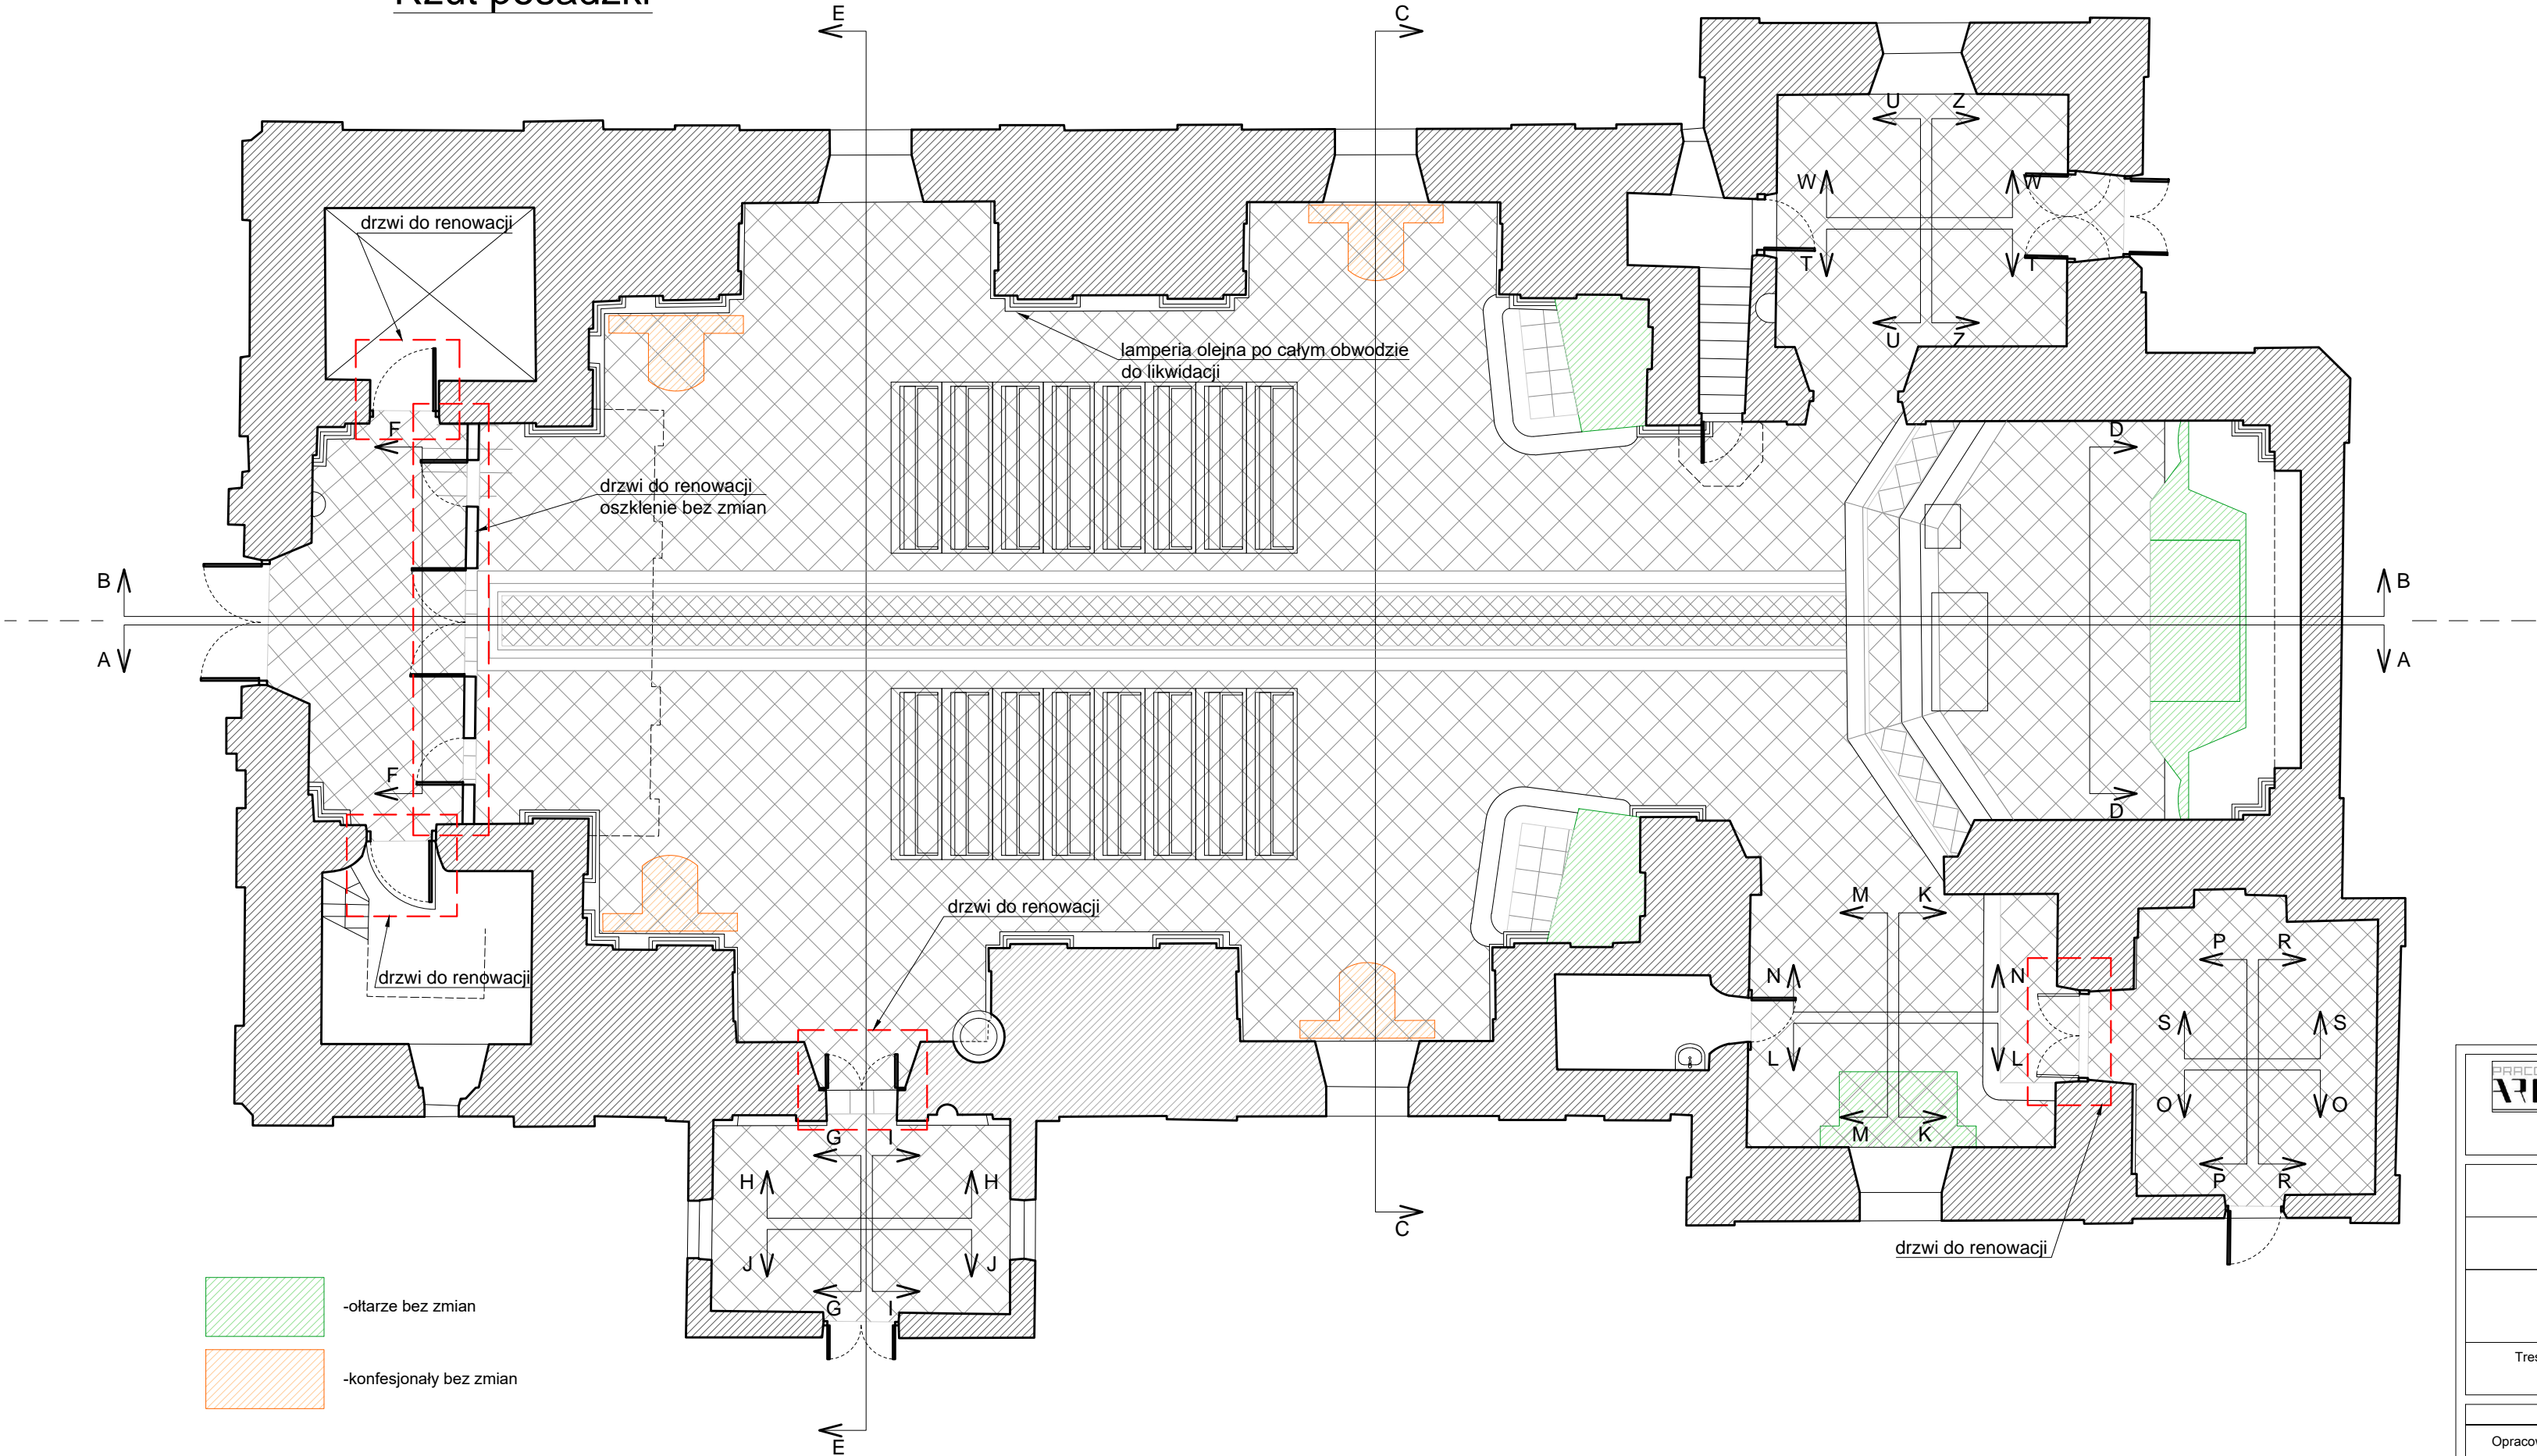 Rzut posadzki
E
C
U
Z
W
W
T
T
U
Z
drzwi do renowacji
lamperia olejna po całym obwodzie
do likwidacji
F
D
drzwi do renowacji
oszklenie bez zmian
B
B
A
A
F
D
drzwi do renowacji
M
K
P
R
drzwi do renowacji
N
N
S
S
L
L
O
O
M
K
P
R
G
I
H
H
J
J
G
I
C
drzwi do renowacji
-ołtarze bez zmian
-konfesjonały bez zmian
E